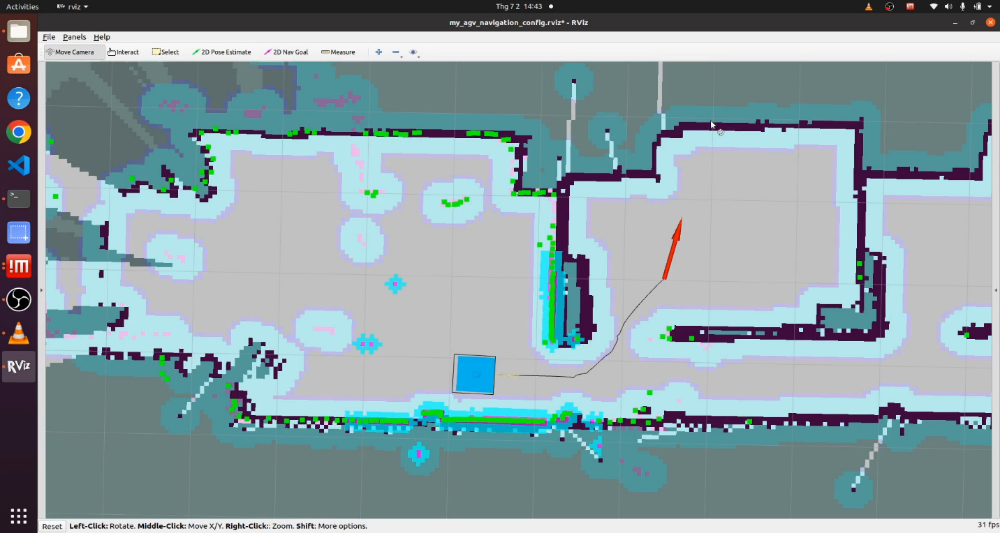 Activities
RViz rviz
Thg 7 2 14:43
my_agv_navigation_config.rviz* - RViz
File Panels Help
Move Camera Interact Select 2D Pose Estimate 2D Nav Goal Measure
RViz
Reset Left-Click: Rotate. Middle-Click: Move X/Y. Right-Click:: Zoom. Shift: More options.
31 fps